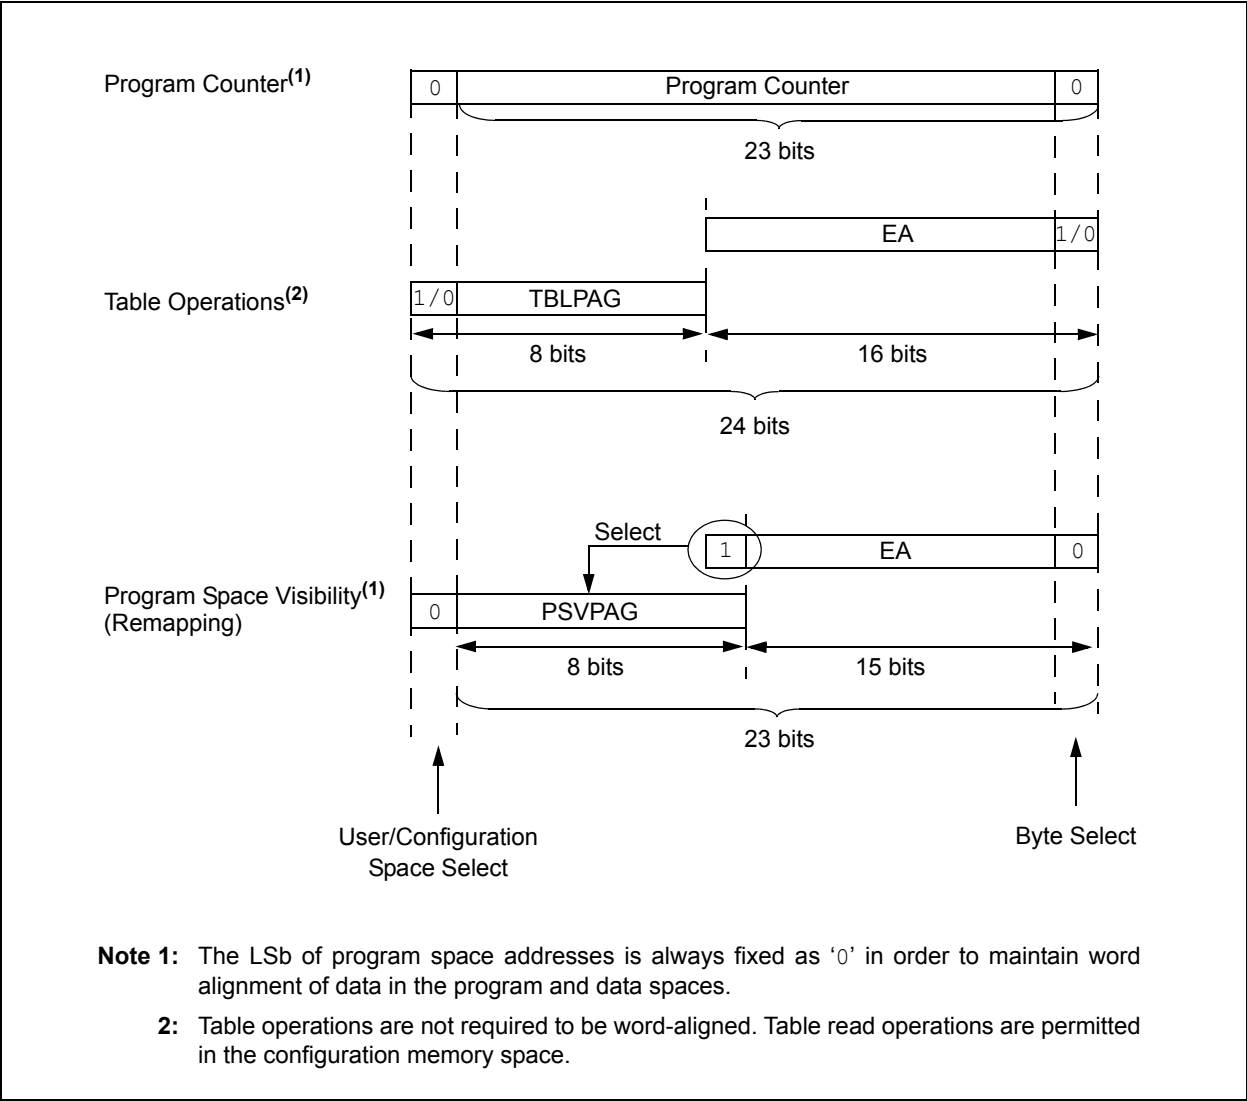 Program Counter(1)
0 Program Counter 0
23 bits
EA 1/0
Table Operations(2)
1/0 TBLPAG
8 bits 16 bits
24 bits
Select
1 EA 0
Program Space Visibility(1)
(Remapping)
0 PSVPAG
8 bits 15 bits
23 bits
User/Configuration
Space Select
Byte Select
Note 1: The LSb of program space addresses is always fixed as ‘0’ in order to maintain word
alignment of data in the program and data spaces.
2: Table operations are not required to be word-aligned. Table read operations are permitted
in the configuration memory space.